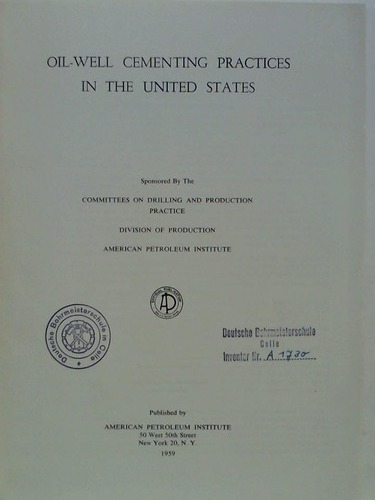 OIL-WELL CEMENTING PRACTICES
IN THE UNITED STATES
Sponsored By The
COMMITTEES ON DRILLING AND PRODUCTION
PRACTICE
DIVISION OF PRODUCTION
AMERICAN PETROLEUM INSTITUTE
Deutsche Bohrmeisterschule in Celle
Deutsche Bohrmeisterschule
Celle
Inventar Nr. A 1780
Published by
AMERICAN PETROLEUM INSTITUTE
50 West 50th Street
New York 20, N. Y.
1959